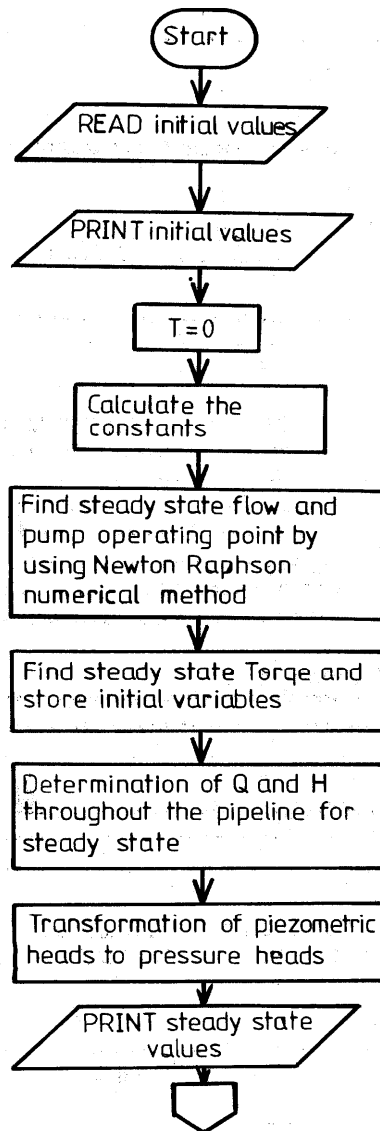 Start
READ initial values
PRINT initial values
T=0
Calculate the
constants
Find steady state flow and
pump operating point by
using Newton Raphson
numerical method
Find steady state Torqe and
store initial variables
Determination of Q and H
throughout the pipeline for
steady state
Transformation of piezometric
heads to pressure heads
PRINT steady state
values